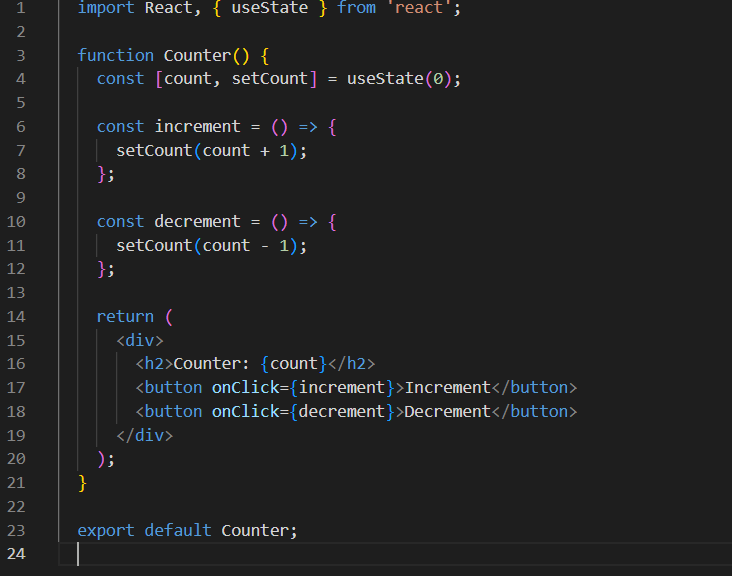 1 import React, { useState } from 'react';
2
3 function Counter() {
4   const [count, setCount] = useState(0);
5
6   const increment = () => {
7     setCount(count + 1);
8   };
9
10   const decrement = () => {
11     setCount(count - 1);
12   };
13
14   return (
15     <div>
16       <h2>Counter: {count}</h2>
17       <button onClick={increment}>Increment</button>
18       <button onClick={decrement}>Decrement</button>
19     </div>
20   );
21 }
22
23 export default Counter;
24